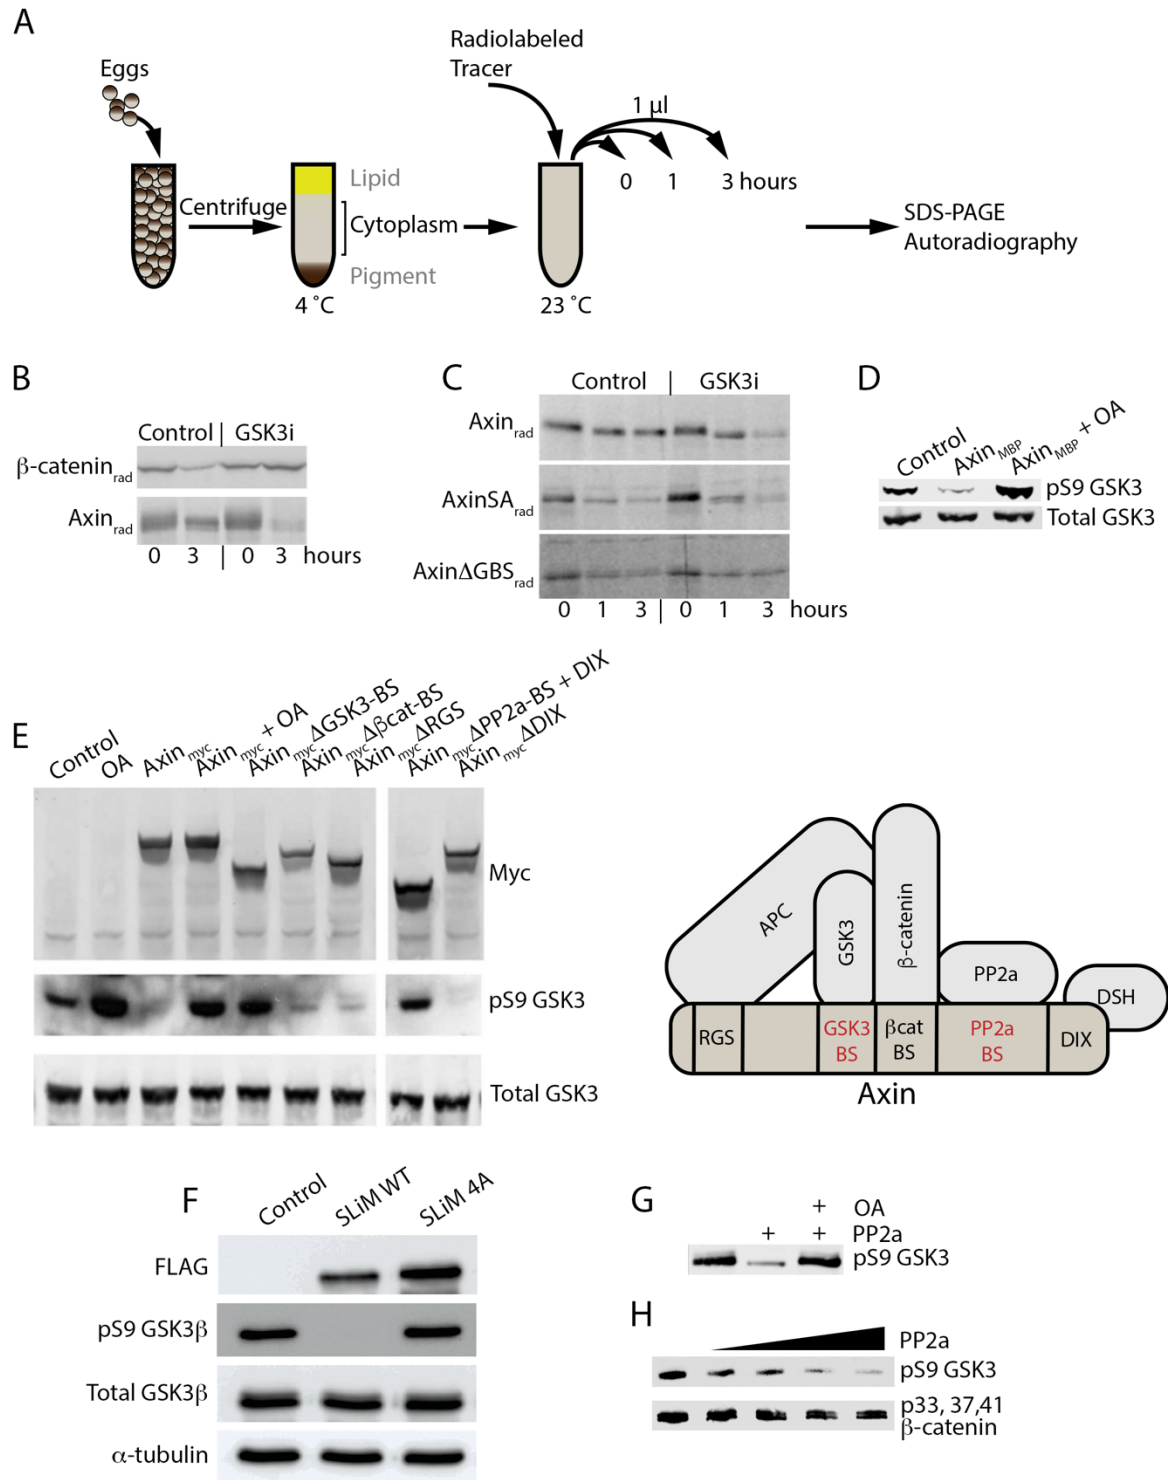 A
Eggs
Radiolabeled
Tracer
1 μl
0 1 3 hours
Centrifuge
Lipid
Cytoplasm
Pigment
4 ˚C
23 ˚C
SDS-PAGE
Autoradiography
B
Control | GSK3i
β-catenin rad
Axin rad
0 3 | 0 3 hours
C
Control | GSK3i
Axin rad
AxinSA rad
AxinΔGBS rad
0 1 3 | 0 1 3 hours
D
Control
Axin MBP
Axin MBP + OA
pS9 GSK3
Total GSK3
E
Control
OA
Axin myc
Axin myc + OA
Axin myc ΔGSK3-BS
Axin myc Δβcat-BS
Axin myc ΔRGS
Axin myc ΔPP2a-BS + DIX
Axin myc ΔDIX
Myc
pS9 GSK3
Total GSK3
APC
GSK3
β-catenin
PP2a
DSH
RGS
GSK3
BS
βcat
BS
PP2a
BS
DIX
Axin
F
Control
SLiM WT
SLiM 4A
FLAG
pS9 GSK3β
Total GSK3β
α-tubulin
G
+ OA
+ + PP2a
pS9 GSK3
H
PP2a
pS9 GSK3
p33, 37,41
β-catenin